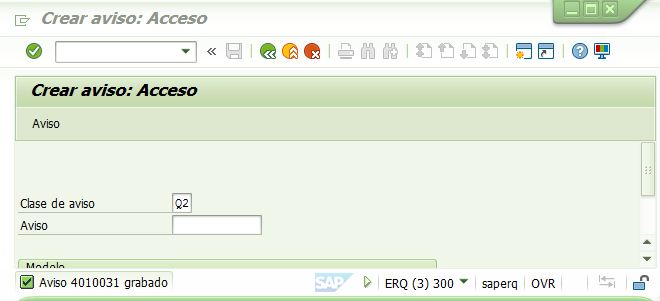 Crear aviso: Acceso
Crear aviso: Acceso
Aviso
Clase de aviso Q2
Aviso
Modelo
Aviso 4010031 grabado SAP ERQ (3) 300 saperq OVR